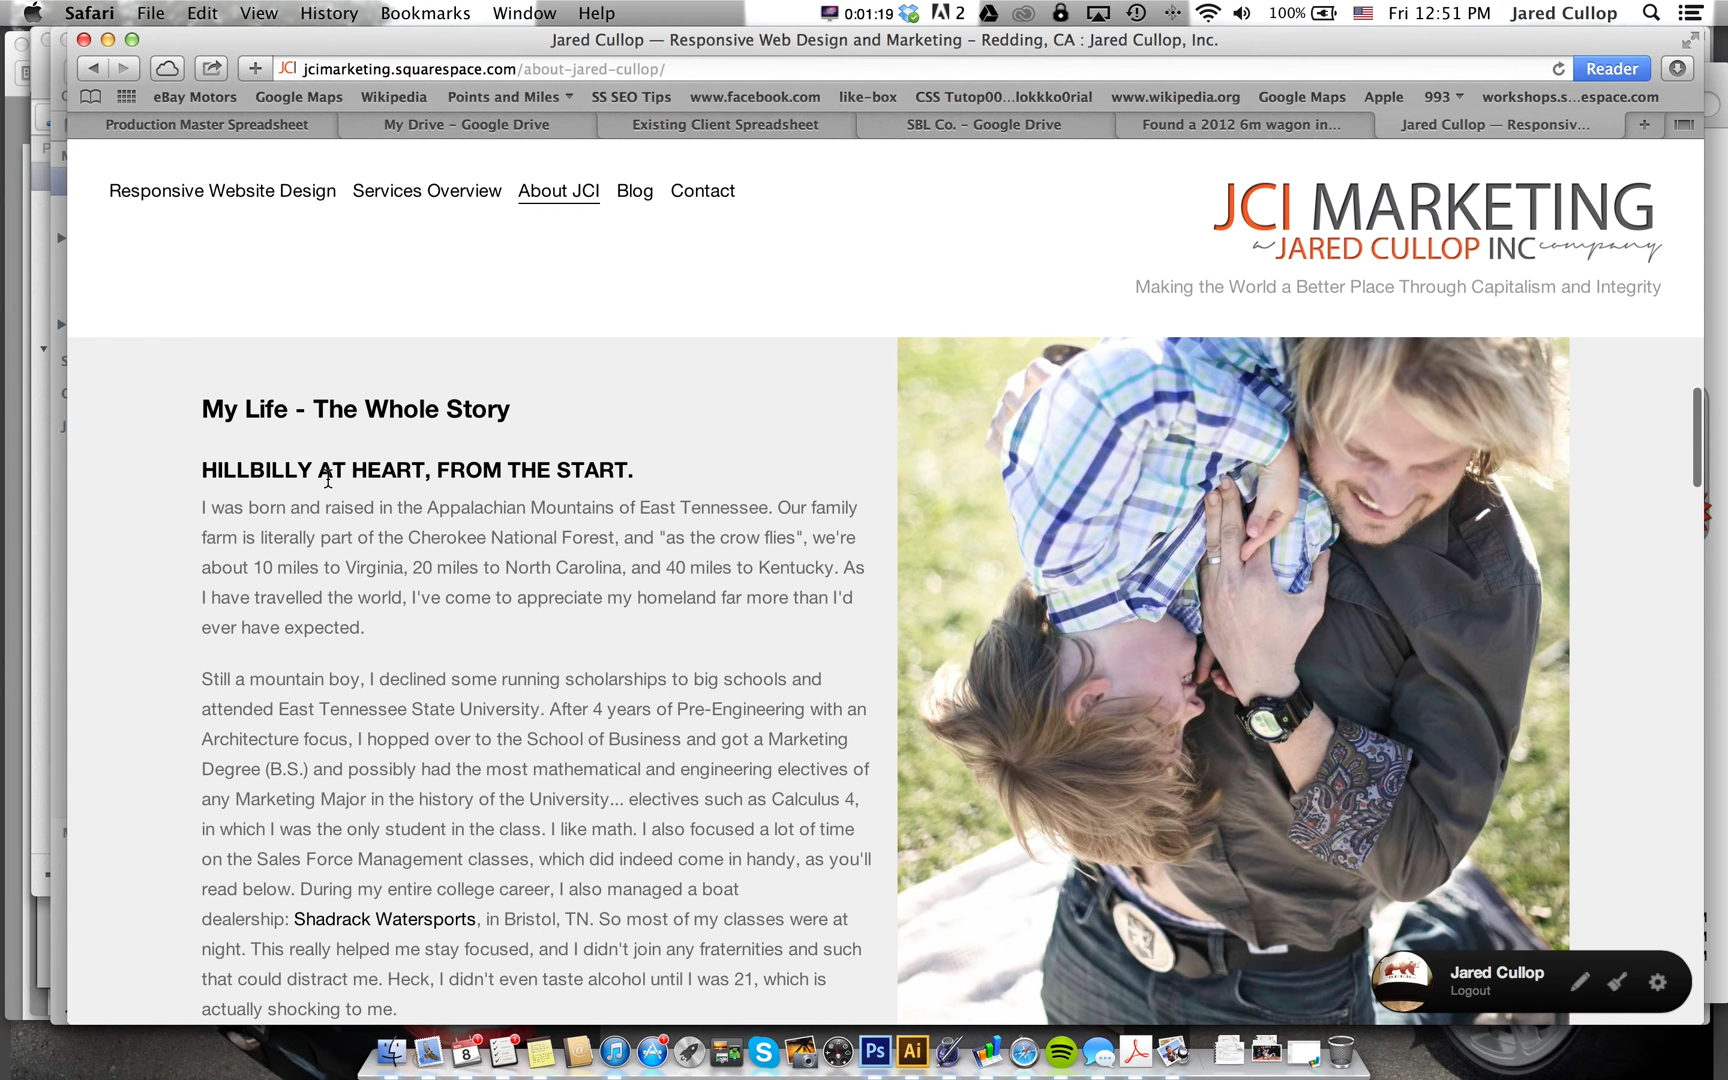 Safari File Edit View History Bookmarks Window Help 0:01:19 2 100% Fri 12:51 PM Jared Cullop
Jared Cullop — Responsive Web Design and Marketing – Redding, CA : Jared Cullop, Inc.
JCI jcimarketing.squarespace.com/about-jared-cullop/ Reader
eBay Motors Google Maps Wikipedia Points and Miles SS SEO Tips www.facebook.com like-box CSS Tutop00...lokkko0rial www.wikipedia.org Google Maps Apple 993 workshops.s...espace.com
Production Master Spreadsheet My Drive – Google Drive Existing Client Spreadsheet SBL Co. – Google Drive Found a 2012 6m wagon in... Jared Cullop — Responsiv...
Responsive Website Design Services Overview About JCI Blog Contact
JCI MARKETING
a JARED CULLOP INC company
Making the World a Better Place Through Capitalism and Integrity
My Life - The Whole Story
HILLBILLY AT HEART, FROM THE START.
I was born and raised in the Appalachian Mountains of East Tennessee. Our family
farm is literally part of the Cherokee National Forest, and "as the crow flies", we're
about 10 miles to Virginia, 20 miles to North Carolina, and 40 miles to Kentucky. As
I have travelled the world, I've come to appreciate my homeland far more than I'd
ever have expected.
Still a mountain boy, I declined some running scholarships to big schools and
attended East Tennessee State University. After 4 years of Pre-Engineering with an
Architecture focus, I hopped over to the School of Business and got a Marketing
Degree (B.S.) and possibly had the most mathematical and engineering electives of
any Marketing Major in the history of the University... electives such as Calculus 4,
in which I was the only student in the class. I like math. I also focused a lot of time
on the Sales Force Management classes, which did indeed come in handy, as you'll
read below. During my entire college career, I also managed a boat
dealership: Shadrack Watersports, in Bristol, TN. So most of my classes were at
night. This really helped me stay focused, and I didn't join any fraternities and such
that could distract me. Heck, I didn't even taste alcohol until I was 21, which is
actually shocking to me.
Jared Cullop
Logout
8
Ps Ai